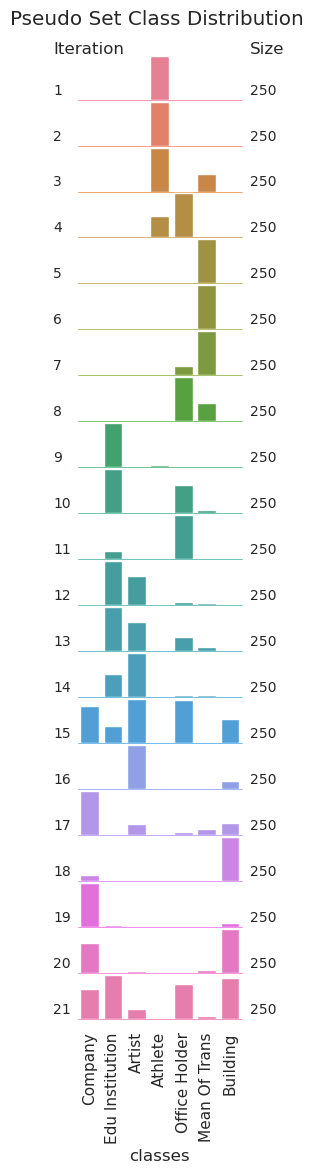 Pseudo Set Class Distribution
Iteration Size
1 250
2 250
3 250
4 250
5 250
6 250
7 250
8 250
9 250
10 250
11 250
12 250
13 250
14 250
15 250
16 250
17 250
18 250
19 250
20 250
21 250
Company
Edu Institution
Artist
Athlete
Office Holder
Mean Of Trans
Building
classes